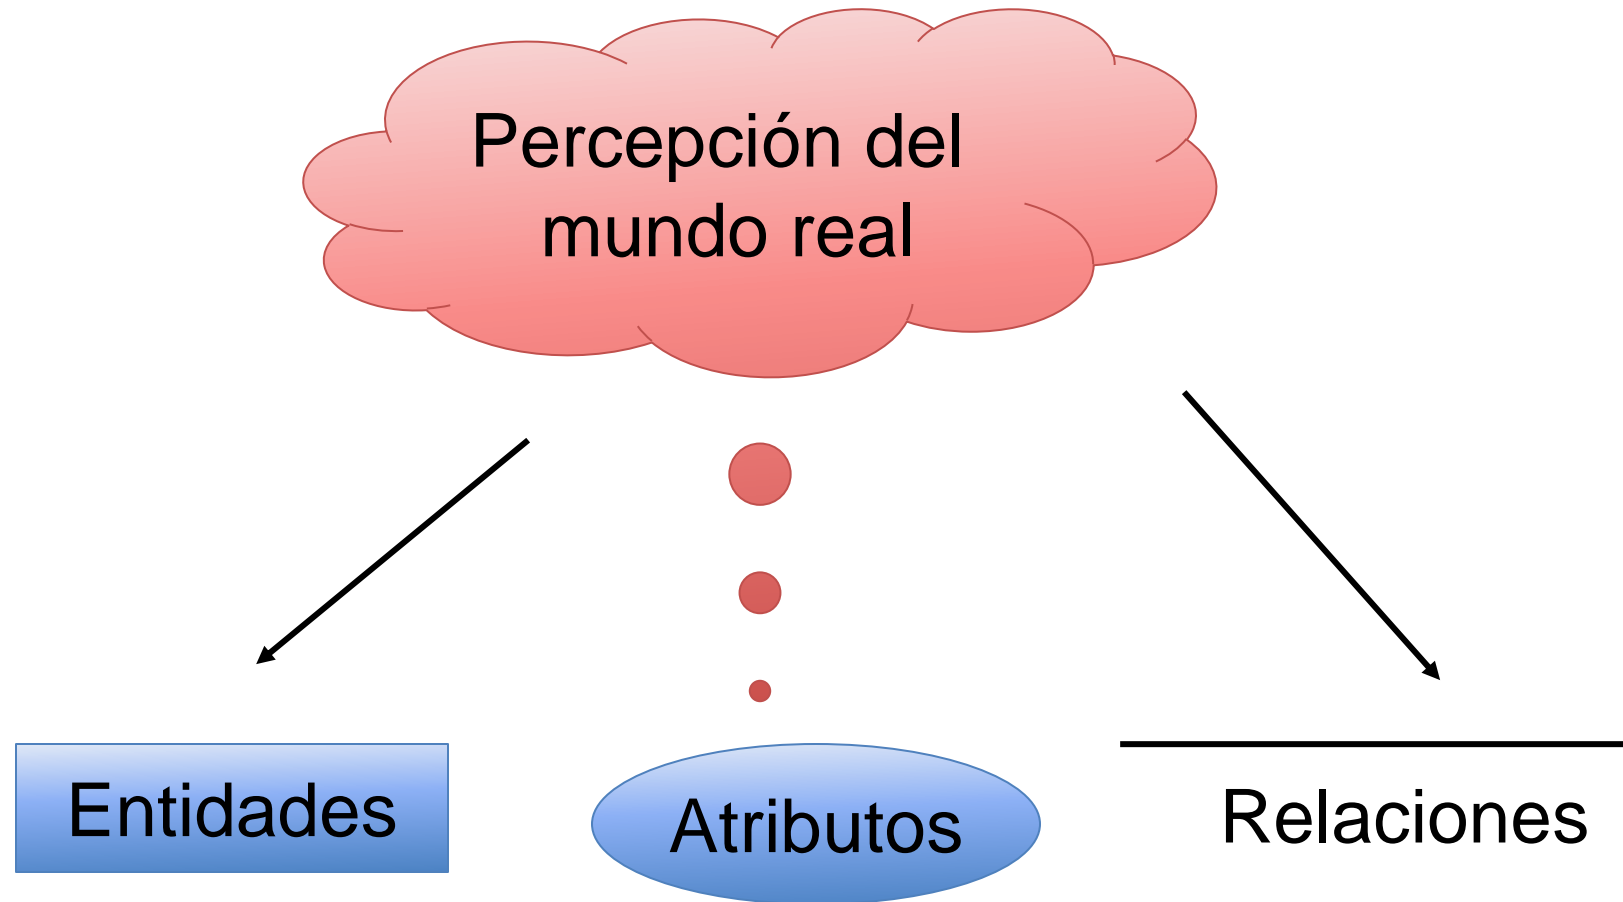 Percepción del
mundo real
Entidades
Atributos
Relaciones